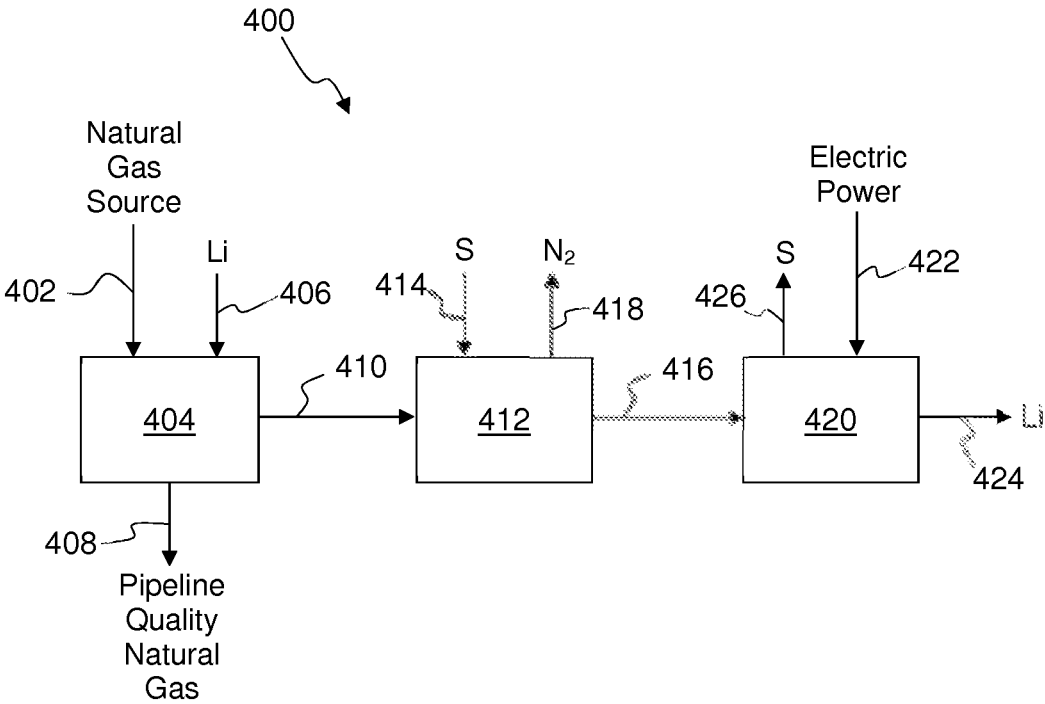 400
Natural
Gas
Source
Electric
Power
Li
S
N₂
S
402
406
414
418
426
422
410
416
404
412
420
Li
424
408
Pipeline
Quality
Natural
Gas